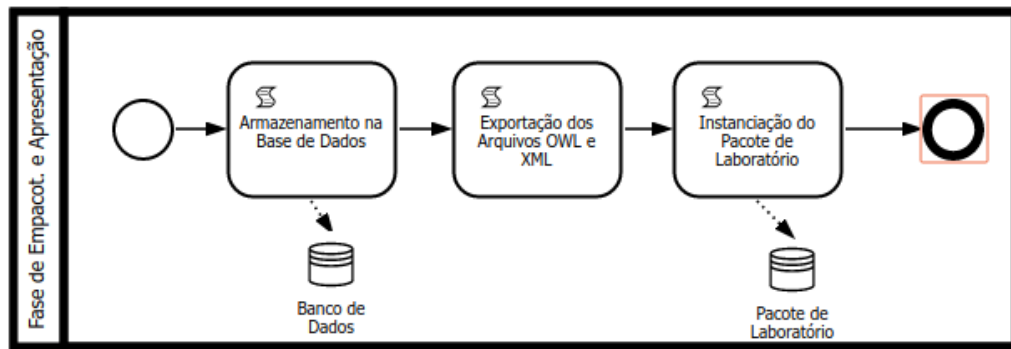 Fase de Empacot. e Apresentação
Armazenamento na
Base de Dados
Exportação dos
Arquivos OWL e
XML
Instanciação do
Pacote de
Laboratório
Banco de
Dados
Pacote de
Laboratório